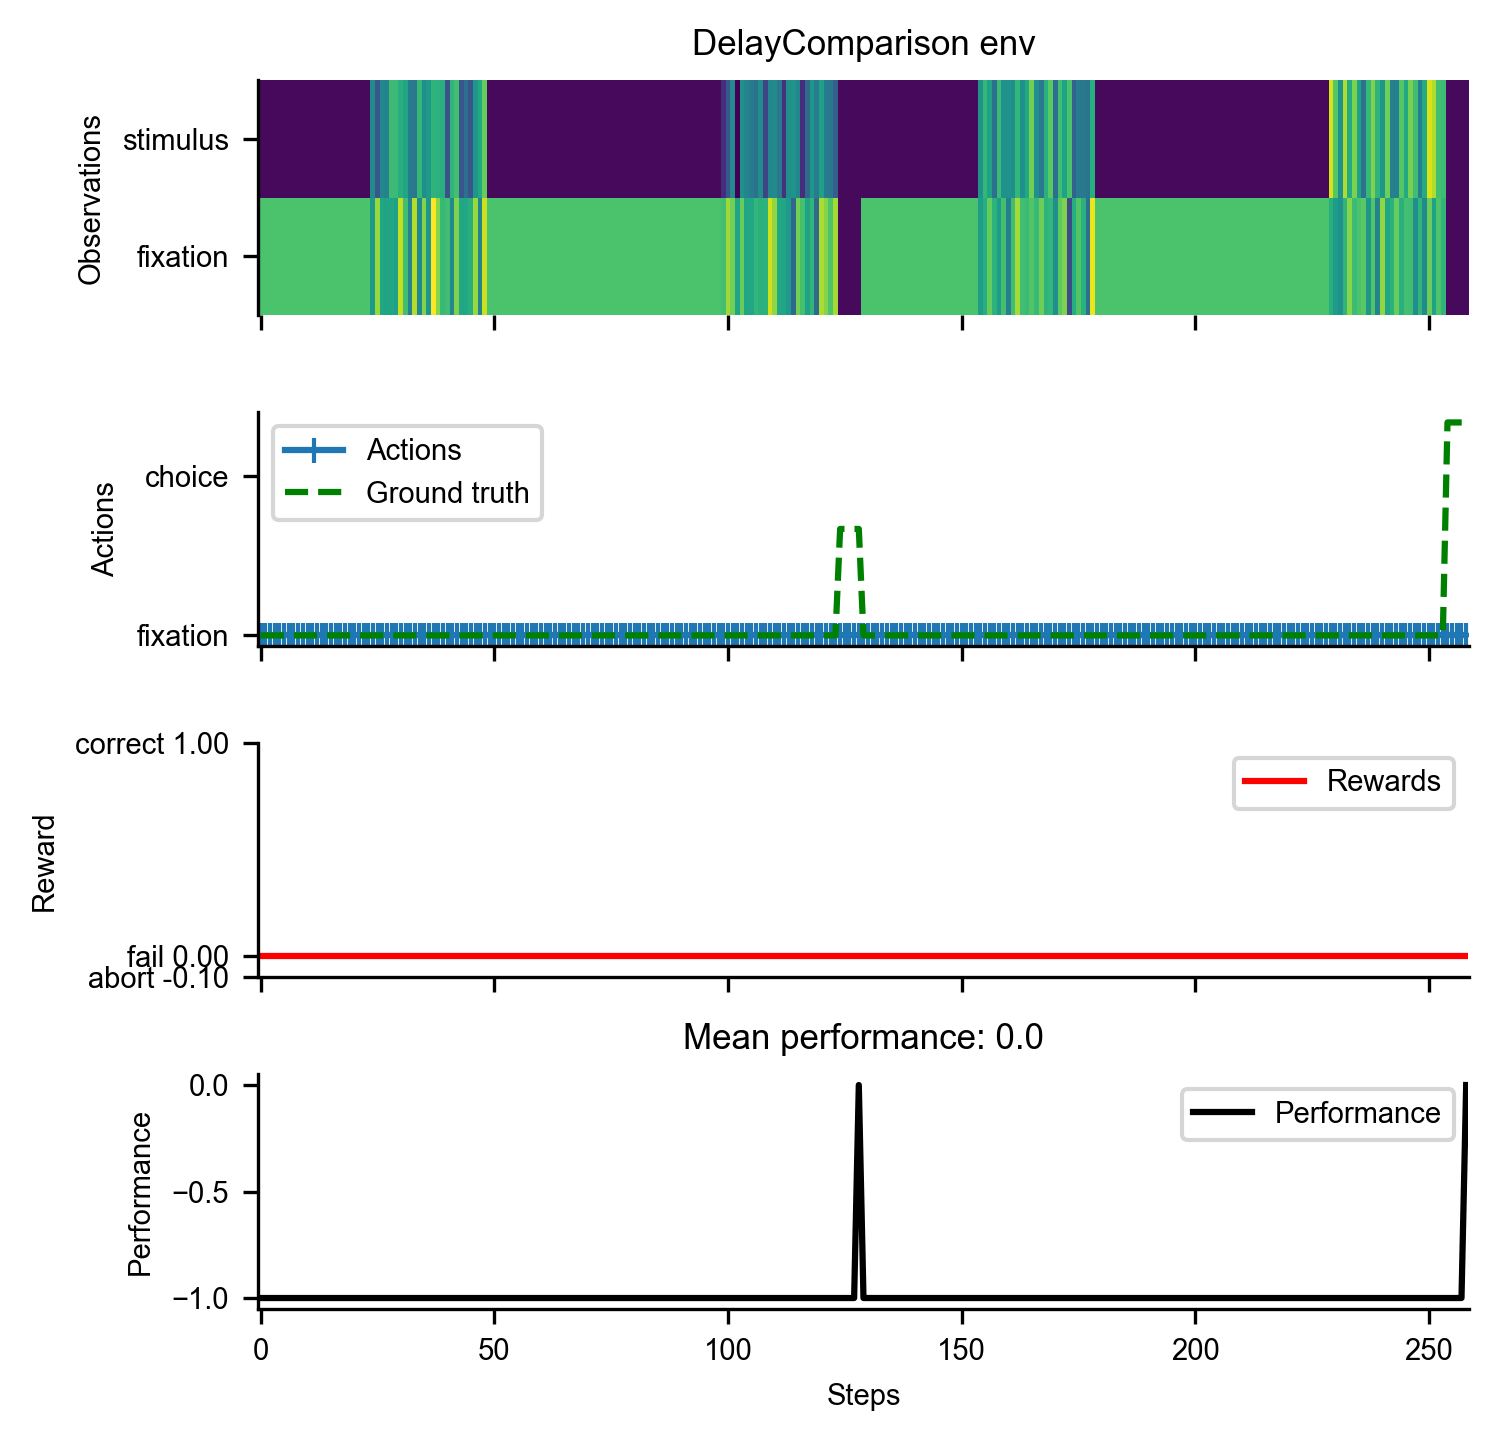 DelayComparison env
Observations
stimulus
fixation
Actions
choice
fixation
Actions
Ground truth
Reward
correct 1.00
fail 0.00
abort -0.10
Rewards
Mean performance: 0.0
Performance
0.0
−0.5
−1.0
Performance
0 50 100 150 200 250
Steps